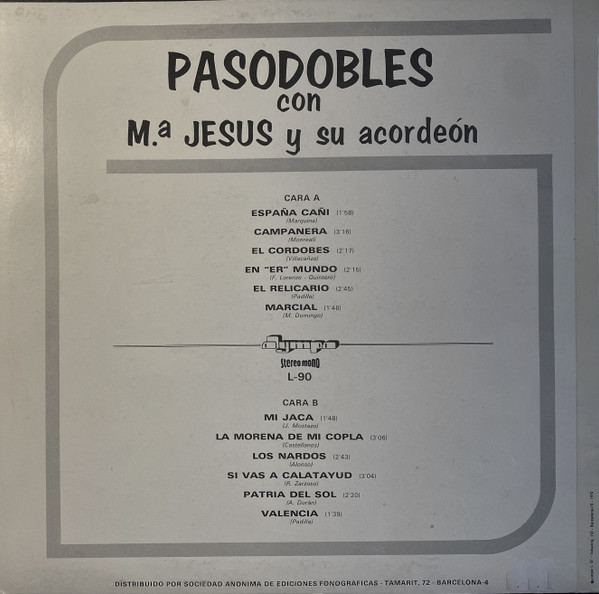 PASODOBLES
con
M.ª JESUS y su acordeón
CARA A
ESPAÑA CAÑI (1'58)
(Marquina)
CAMPANERA (3'16)
(Monreal)
EL CORDOBES (2'17)
(Villacañas)
EN "ER" MUNDO (2'15)
(F. Lorenzo - Quintero)
EL RELICARIO (2'45)
(Padilla)
MARCIAL (1'48)
(M. Domingo)
Stereo mono
L-90
CARA B
MI JACA (1'48)
(J. Mostazo)
LA MORENA DE MI COPLA (3'06)
(Castellanos)
LOS NARDOS (2'43)
(Alonso)
SI VAS A CALATAYUD (3'04)
(R. Zarzoso)
PATRIA DEL SOL (2'20)
(A. Durán)
VALENCIA (1'39)
(Padilla)
DISTRIBUIDO POR SOCIEDAD ANONIMA DE EDICIONES FONOGRAFICAS - TAMARIT, 72 - BARCELONA-4